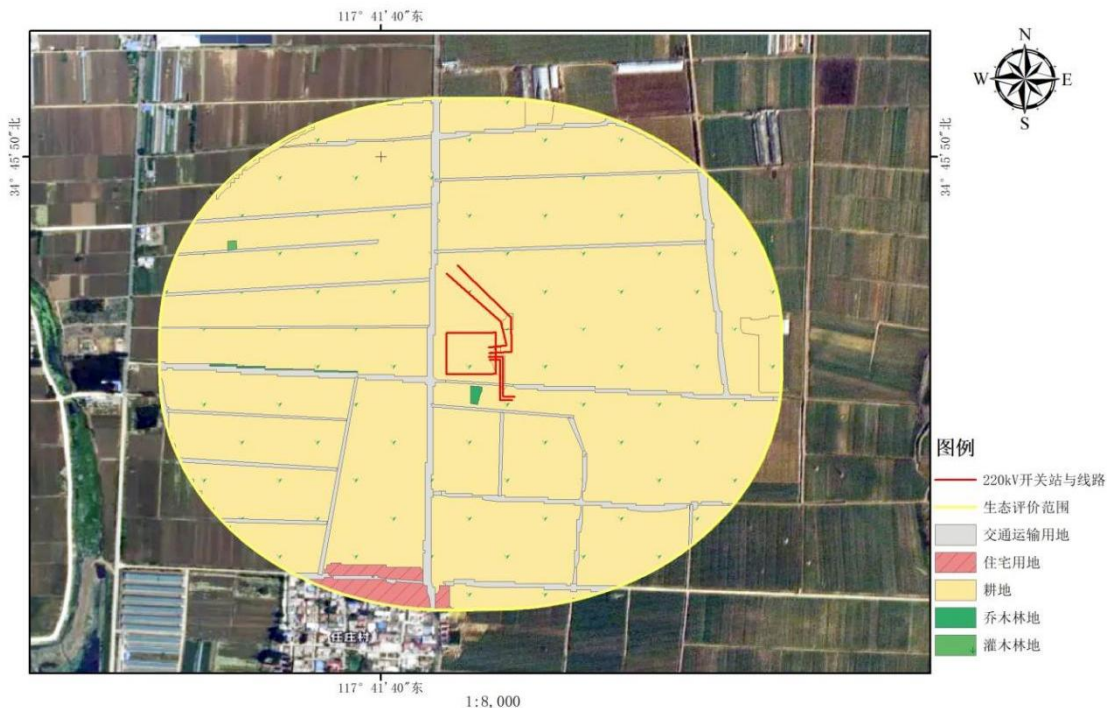 117° 41′40″东
N
W
E
S
34° 45′50″北
34° 45′50″北
任庄村
图例
220kV开关站与线路
生态评价范围
交通运输用地
住宅用地
耕地
乔木林地
灌木林地
117° 41′40″东
1:8,000